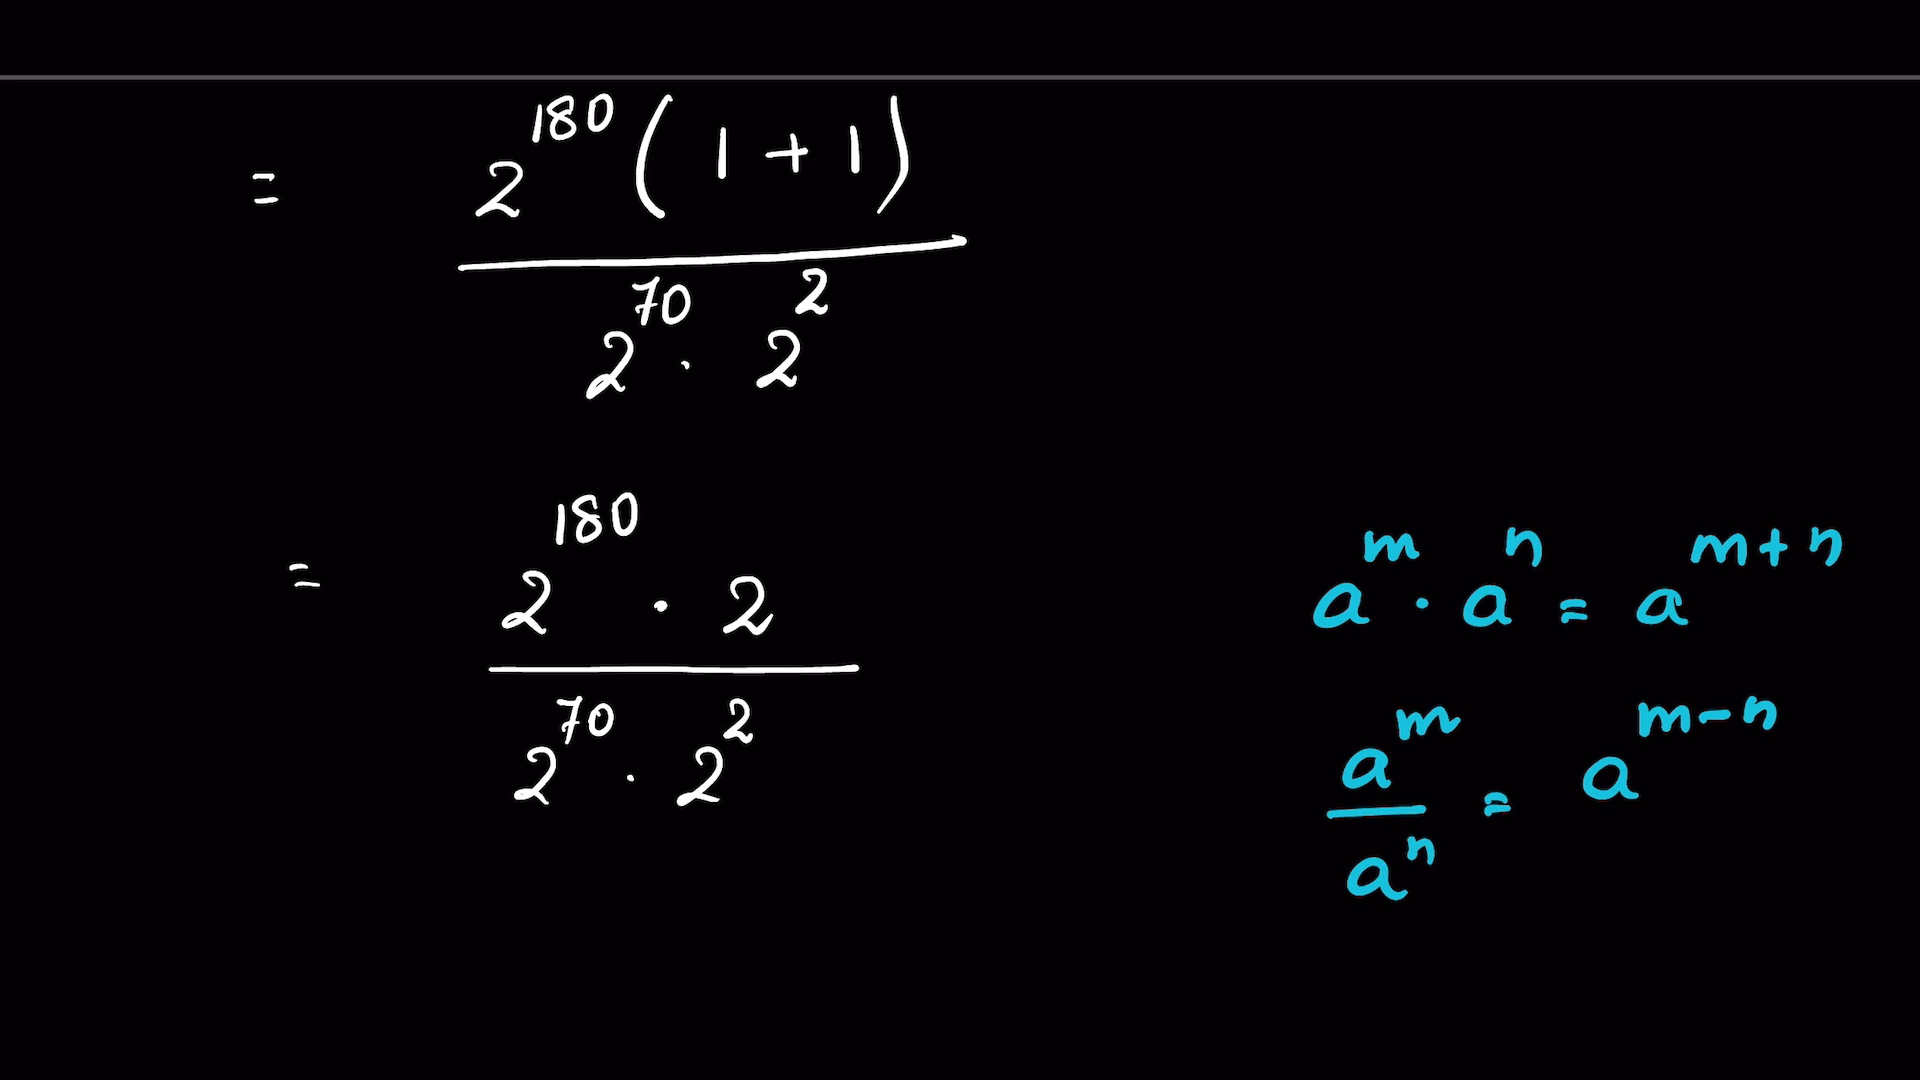 = 2^180 (1 + 1)
2^70 · 2^2
= 2^180 · 2
2^70 · 2^2
a^m · a^n = a^m+n
a^m / a^n = a^m-n